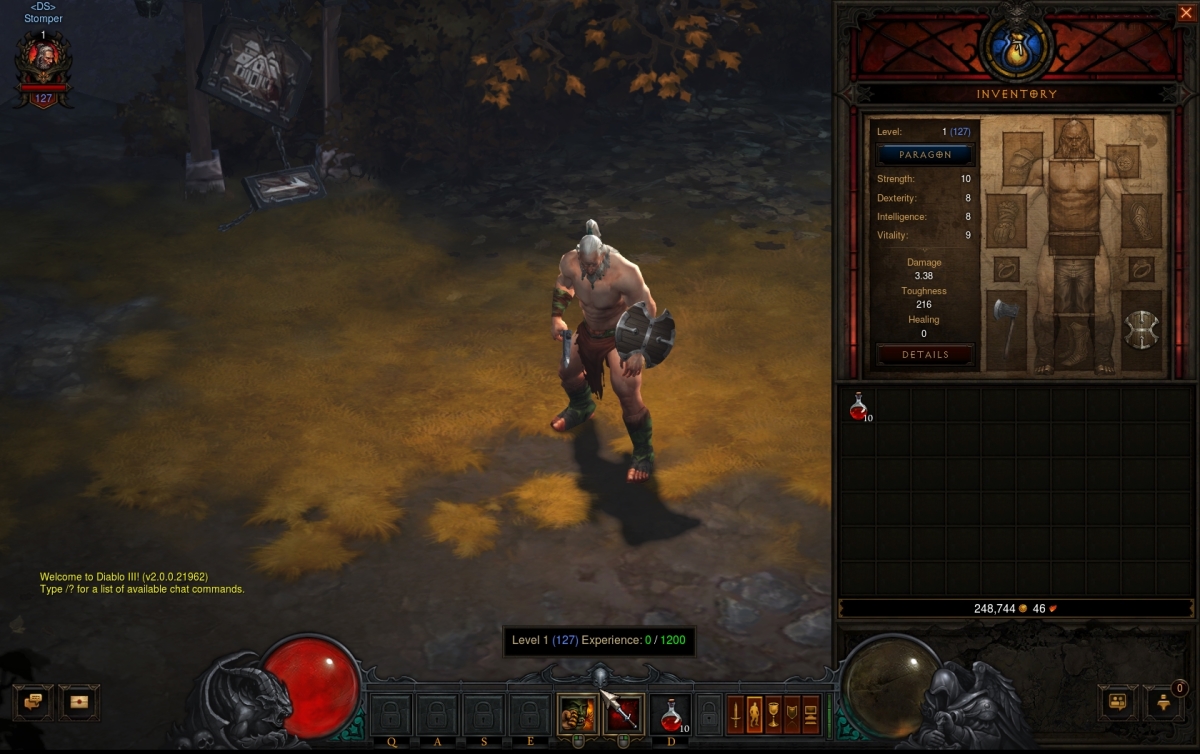 <DS>
Stomper
1
127
INVENTORY
Level: 1 (127)
PARAGON
Strength: 10
Dexterity: 8
Intelligence: 8
Vitality: 9
Damage
3.38
Toughness
216
Healing
0
DETAILS
10
248,744 46
Welcome to Diablo III! (v2.0.0.21962)
Type /? for a list of available chat commands.
Level 1 (127) Experience: 0 / 1200
10
0
Q A S E D